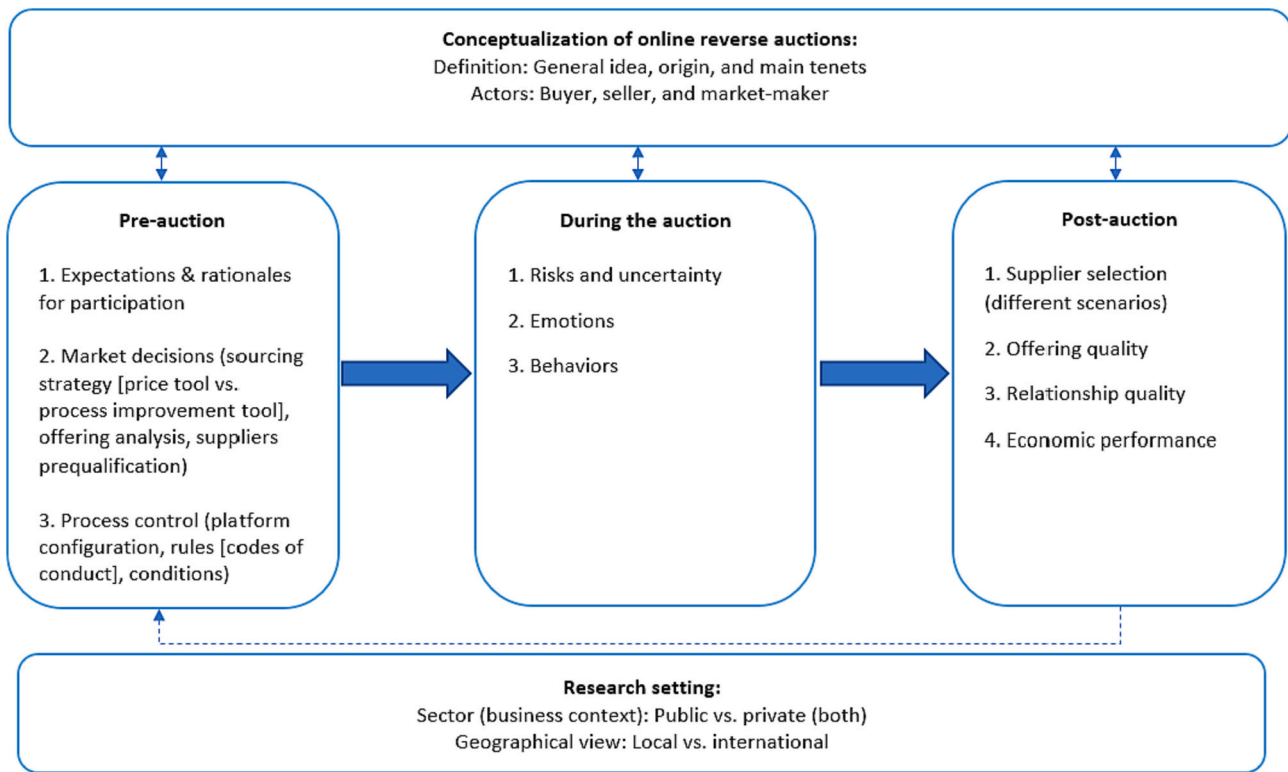 Conceptualization of online reverse auctions:
Definition: General idea, origin, and main tenets
Actors: Buyer, seller, and market-maker
Pre-auction
1. Expectations & rationales
for participation
2. Market decisions (sourcing
strategy [price tool vs.
process improvement tool],
offering analysis, suppliers
prequalification)
3. Process control (platform
configuration, rules [codes of
conduct], conditions)
During the auction
1. Risks and uncertainty
2. Emotions
3. Behaviors
Post-auction
1. Supplier selection
(different scenarios)
2. Offering quality
3. Relationship quality
4. Economic performance
Research setting:
Sector (business context): Public vs. private (both)
Geographical view: Local vs. international